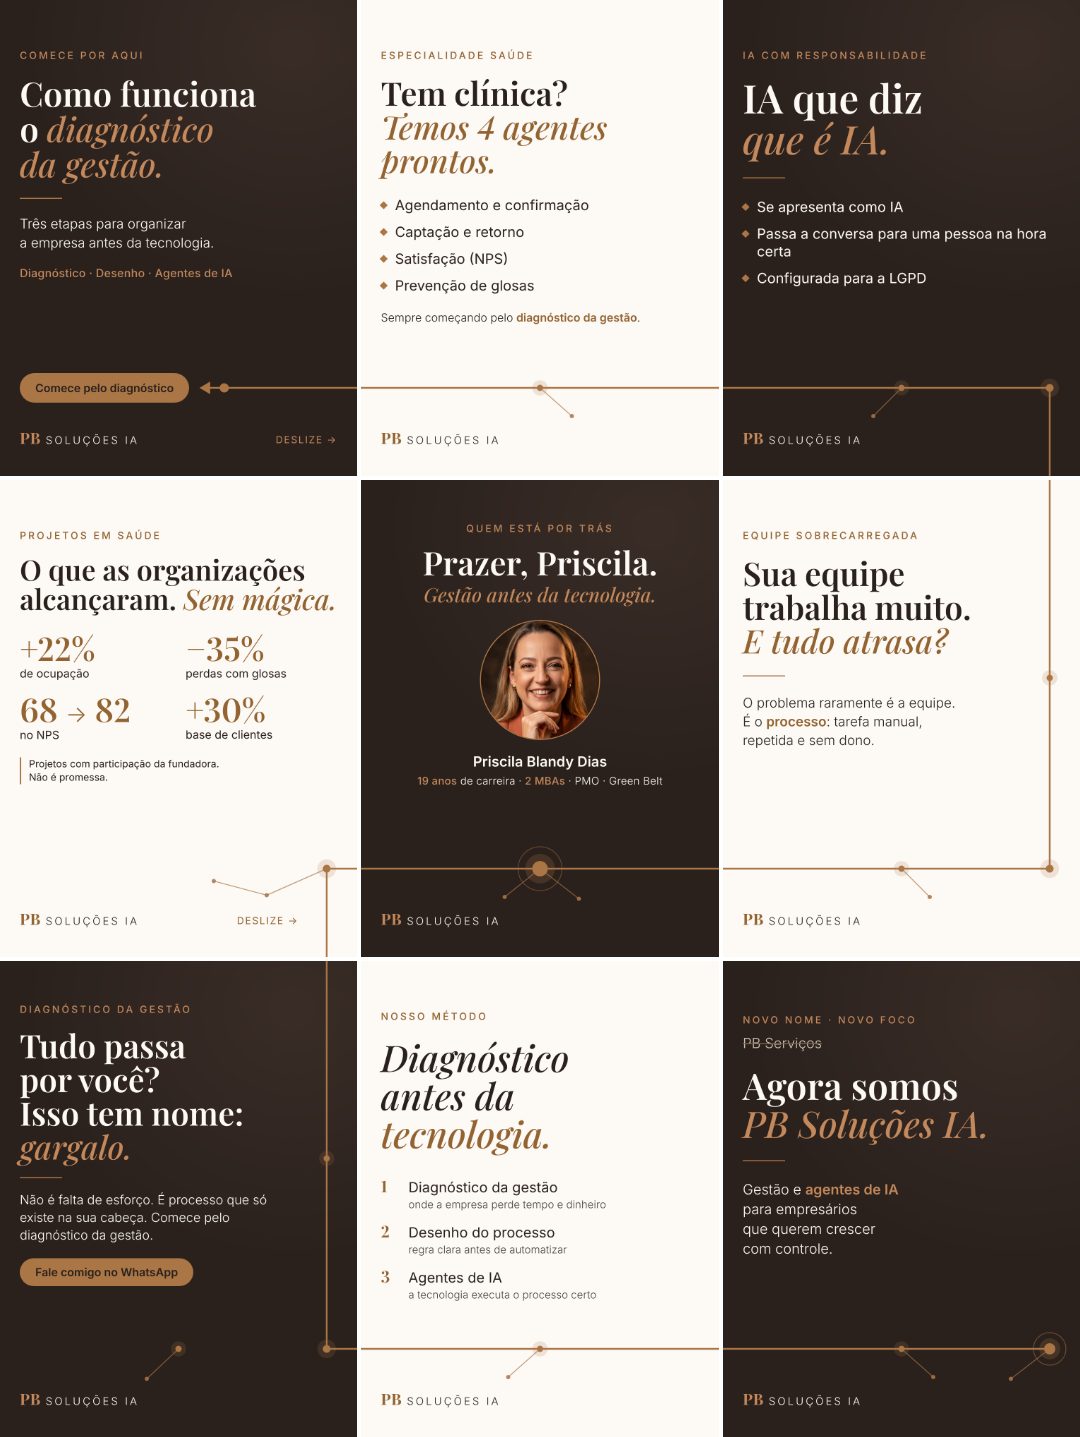 COMECE POR AQUI
Como funciona
o diagnóstico
da gestão.
Três etapas para organizar
a empresa antes da tecnologia.
Diagnóstico · Desenho · Agentes de IA
Comece pelo diagnóstico
PB SOLUÇÕES IA
DESLIZE →
ESPECIALIDADE SAÚDE
Tem clínica?
Temos 4 agentes
prontos.
Agendamento e confirmação
Captação e retorno
Satisfação (NPS)
Prevenção de glosas
Sempre começando pelo diagnóstico da gestão.
PB SOLUÇÕES IA
IA COM RESPONSABILIDADE
IA que diz
que é IA.
Se apresenta como IA
Passa a conversa para uma pessoa na hora
certa
Configurada para a LGPD
PB SOLUÇÕES IA
PROJETOS EM SAÚDE
O que as organizações
alcançaram. Sem mágica.
+22%
de ocupação
−35%
perdas com glosas
68 → 82
no NPS
+30%
base de clientes
Projetos com participação da fundadora.
Não é promessa.
PB SOLUÇÕES IA
DESLIZE →
QUEM ESTÁ POR TRÁS
Prazer, Priscila.
Gestão antes da tecnologia.
Priscila Blandy Dias
19 anos de carreira · 2 MBAs · PMO · Green Belt
PB SOLUÇÕES IA
EQUIPE SOBRECARREGADA
Sua equipe
trabalha muito.
E tudo atrasa?
O problema raramente é a equipe.
É o processo: tarefa manual,
repetida e sem dono.
PB SOLUÇÕES IA
DIAGNÓSTICO DA GESTÃO
Tudo passa
por você?
Isso tem nome:
gargalo.
Não é falta de esforço. É processo que só
existe na sua cabeça. Comece pelo
diagnóstico da gestão.
Fale comigo no WhatsApp
PB SOLUÇÕES IA
NOSSO MÉTODO
Diagnóstico
antes da
tecnologia.
1 Diagnóstico da gestão
onde a empresa perde tempo e dinheiro
2 Desenho do processo
regra clara antes de automatizar
3 Agentes de IA
a tecnologia executa o processo certo
PB SOLUÇÕES IA
NOVO NOME · NOVO FOCO
PB Serviços
Agora somos
PB Soluções IA.
Gestão e agentes de IA
para empresários
que querem crescer
com controle.
PB SOLUÇÕES IA